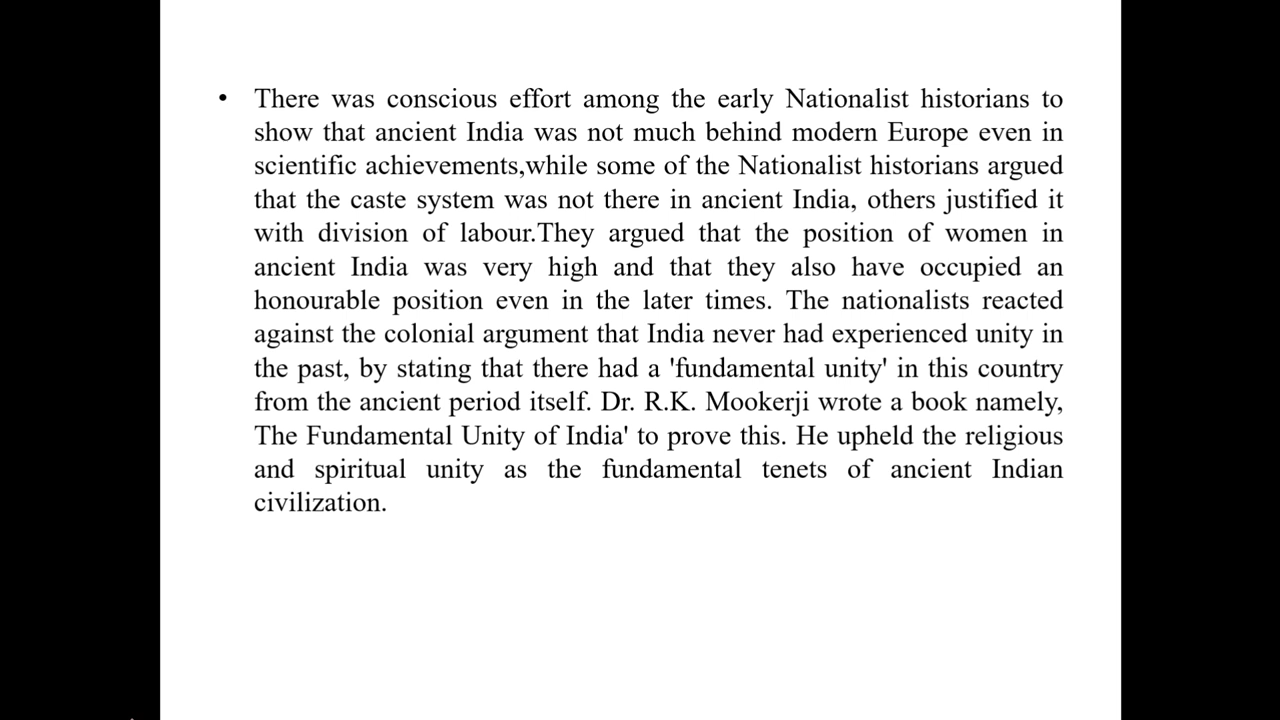 • There was conscious effort among the early Nationalist historians to
show that ancient India was not much behind modern Europe even in
scientific achievements,while some of the Nationalist historians argued
that the caste system was not there in ancient India, others justified it
with division of labour.They argued that the position of women in
ancient India was very high and that they also have occupied an
honourable position even in the later times. The nationalists reacted
against the colonial argument that India never had experienced unity in
the past, by stating that there had a 'fundamental unity' in this country
from the ancient period itself. Dr. R.K. Mookerji wrote a book namely,
The Fundamental Unity of India' to prove this. He upheld the religious
and spiritual unity as the fundamental tenets of ancient Indian
civilization.